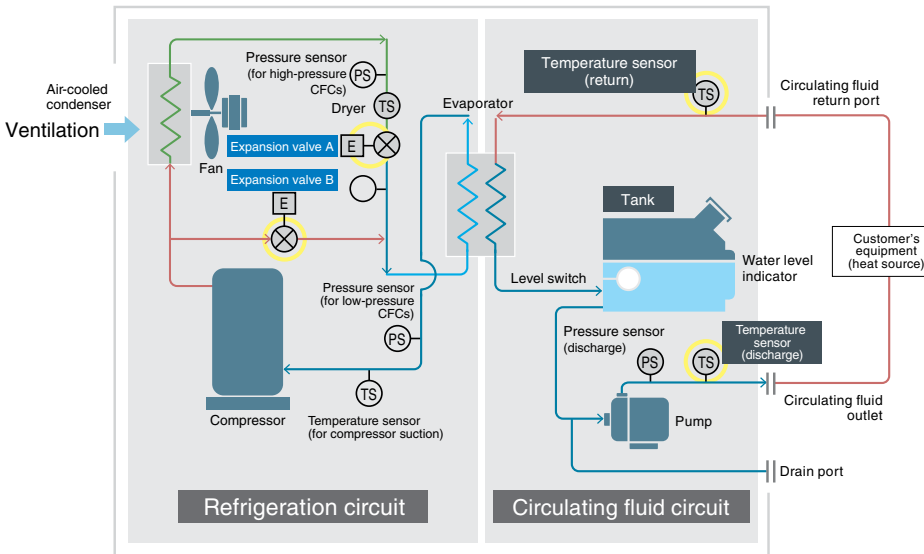 Air-cooled
condenser
Ventilation
Fan
Pressure sensor
(for high-pressure
CFCs)
PS
Dryer
TS
Expansion valve A
E
Expansion valve B
E
Compressor
Pressure sensor
(for low-pressure
CFCs)
PS
TS
Temperature sensor
(for compressor suction)
Refrigeration circuit
Evaporator
Temperature sensor
(return)
TS
Circulating fluid
return port
Tank
Water level
indicator
Level switch
Customer's
equipment
(heat source)
Pressure sensor
(discharge)
PS
TS
Temperature
sensor
(discharge)
Pump
Circulating fluid
outlet
Drain port
Circulating fluid circuit